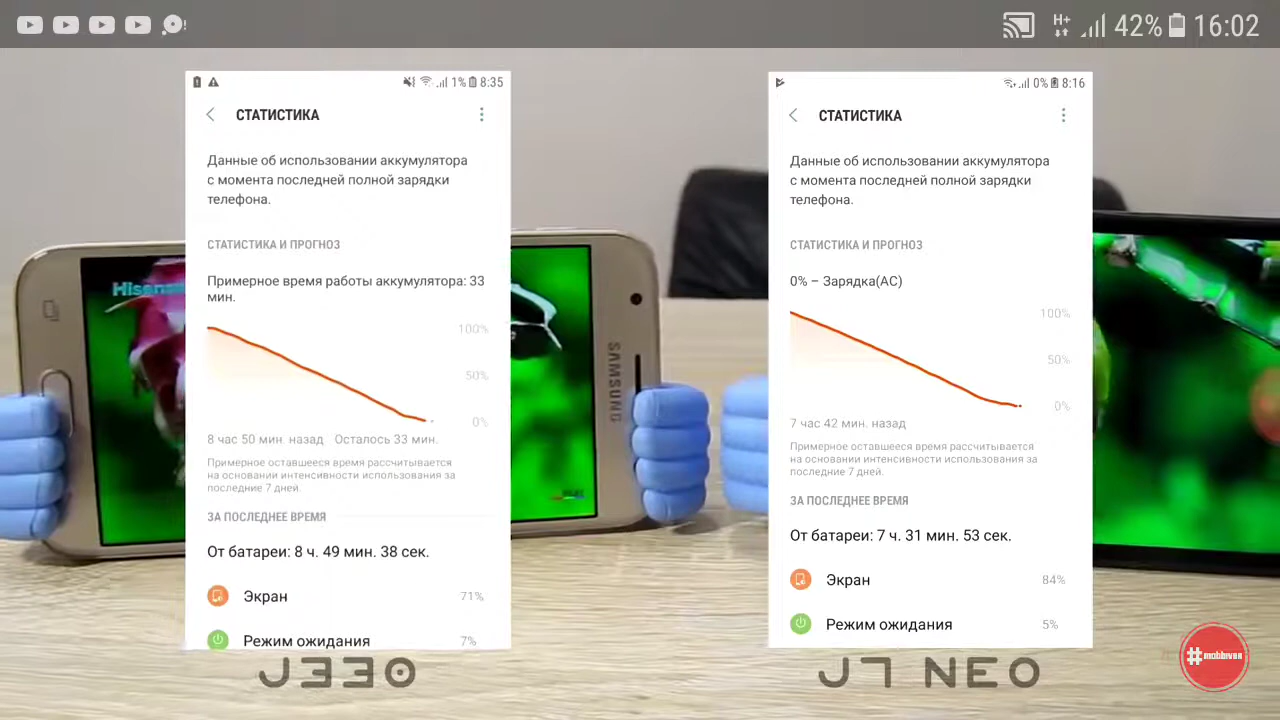 H+ 42% 16:02
1% 8:35
СТАТИСТИКА
Данные об использовании аккумулятора
с момента последней полной зарядки
телефона.
СТАТИСТИКА И ПРОГНОЗ
Примерное время работы аккумулятора: 33
мин.
100%
50%
0%
8 час 50 мин. назад Осталось 33 мин.
Примерное оставшееся время рассчитывается
на основании интенсивности использования за
последние 7 дней.
ЗА ПОСЛЕДНЕЕ ВРЕМЯ
От батареи: 8 ч. 49 мин. 38 сек.
Экран 71%
Режим ожидания 7%
J330
SAMSUNG
0% 8:16
СТАТИСТИКА
Данные об использовании аккумулятора
с момента последней полной зарядки
телефона.
СТАТИСТИКА И ПРОГНОЗ
0% – Зарядка(AC)
100%
50%
0%
7 час 42 мин. назад
Примерное оставшееся время рассчитывается
на основании интенсивности использования за
последние 7 дней.
ЗА ПОСЛЕДНЕЕ ВРЕМЯ
От батареи: 7 ч. 31 мин. 53 сек.
Экран 84%
Режим ожидания 5%
J7 NEO